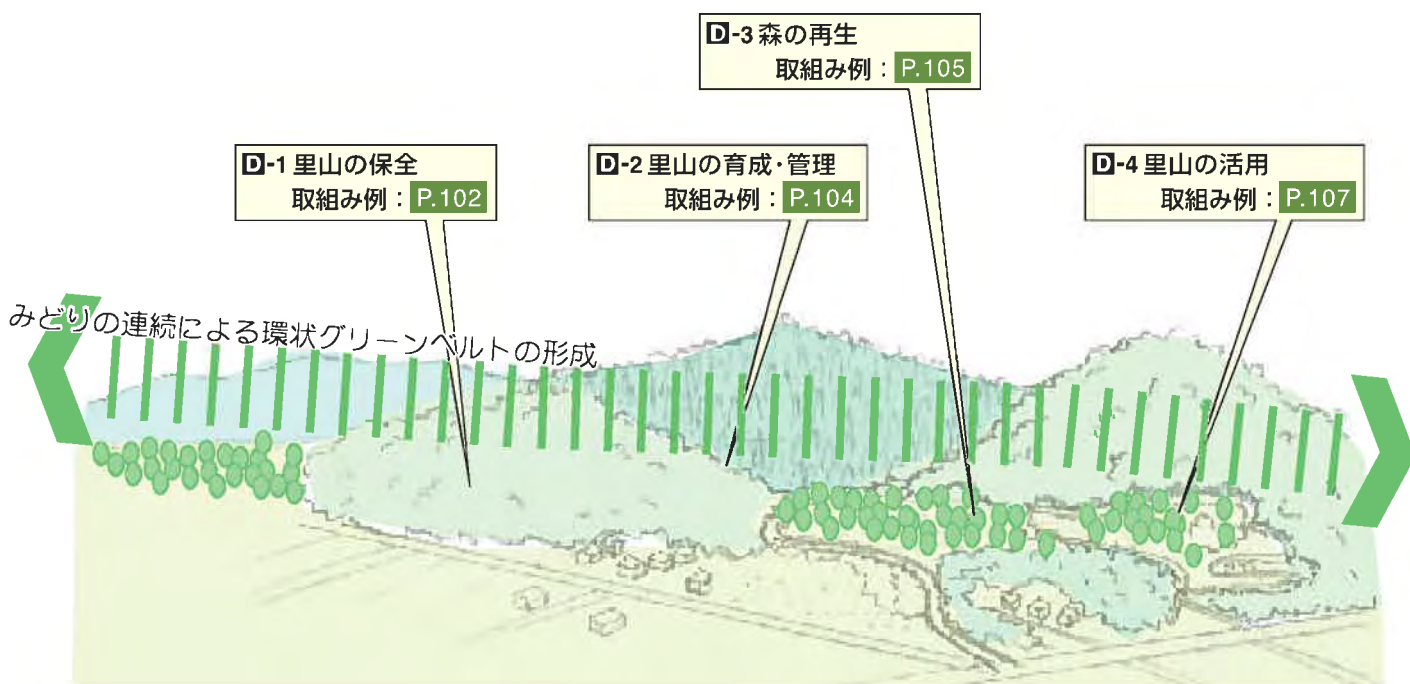 D-3 森の再生
取組み例：P.105
D-1 里山の保全
取組み例：P.102
D-2 里山の育成・管理
取組み例：P.104
D-4 里山の活用
取組み例：P.107
みどりの連続による環状グリーンベルトの形成